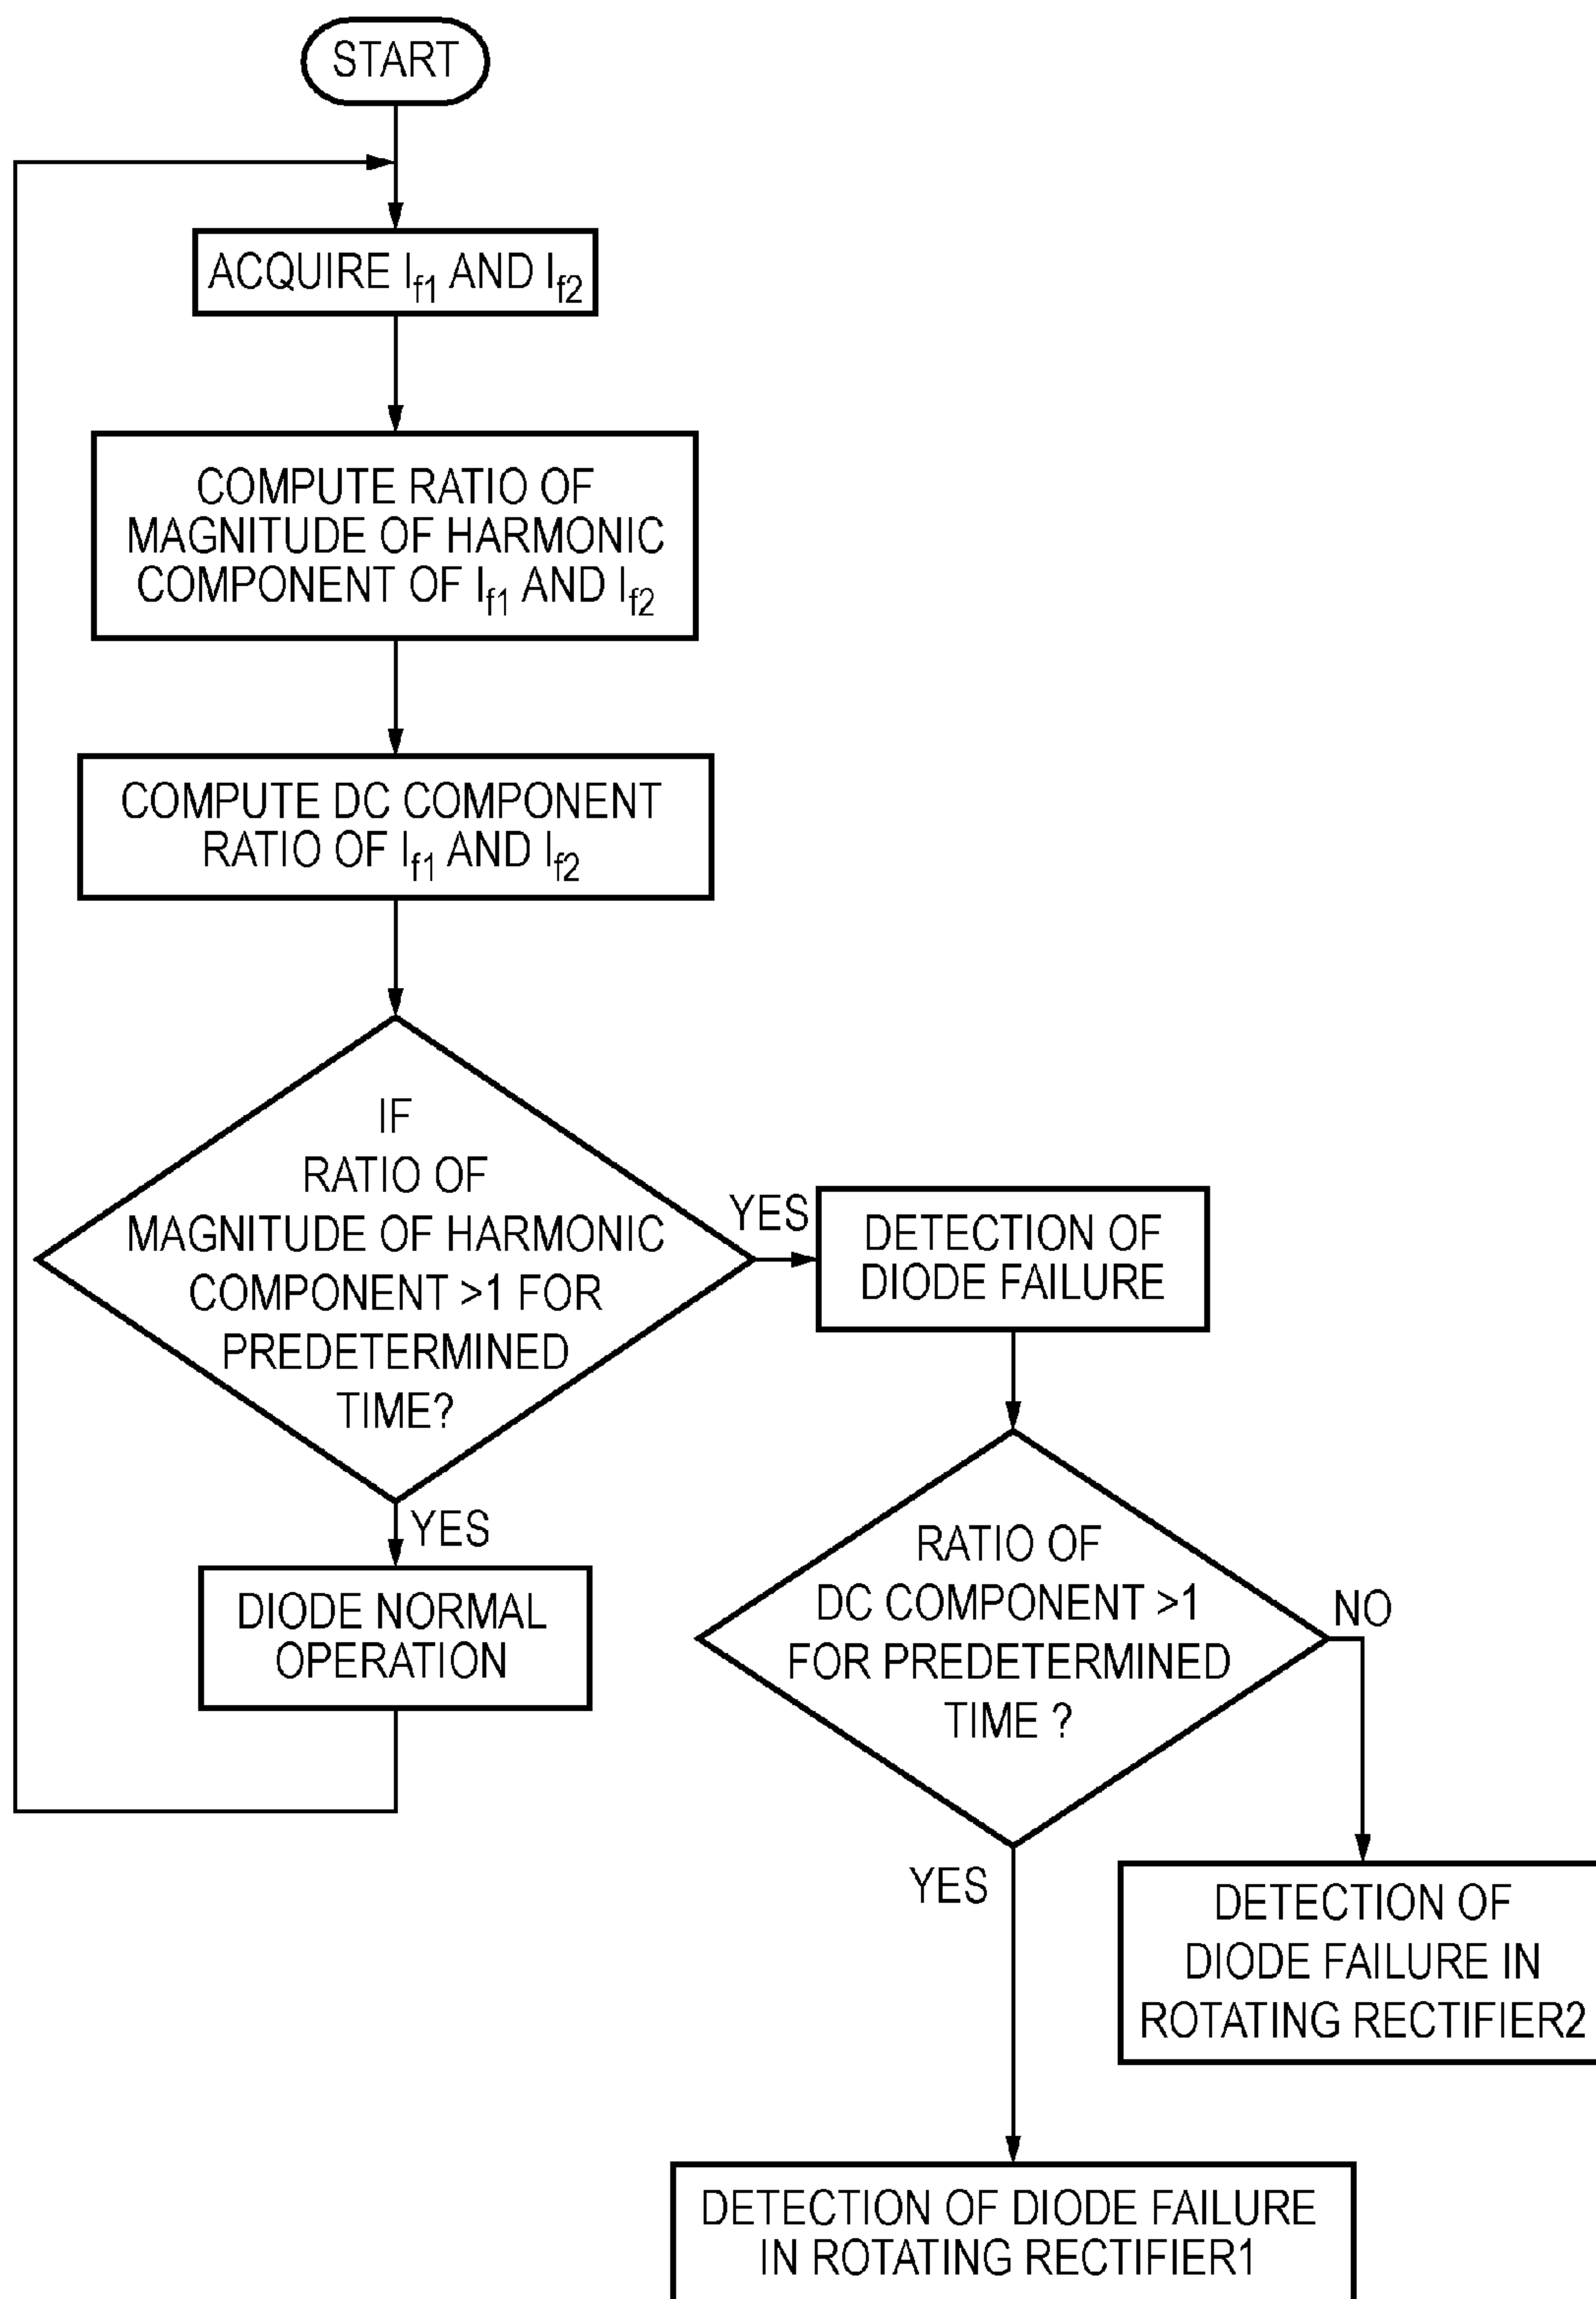 START
ACQUIRE If1 AND If2
COMPUTE RATIO OF
MAGNITUDE OF HARMONIC
COMPONENT OF If1 AND If2
COMPUTE DC COMPONENT
RATIO OF If1 AND If2
IF
RATIO OF
MAGNITUDE OF HARMONIC
COMPONENT >1 FOR
PREDETERMINED
TIME?
YES
DETECTION OF
DIODE FAILURE
YES
DIODE NORMAL
OPERATION
RATIO OF
DC COMPONENT >1
FOR PREDETERMINED
TIME ?
NO
YES
DETECTION OF
DIODE FAILURE IN
ROTATING RECTIFIER2
DETECTION OF DIODE FAILURE
IN ROTATING RECTIFIER1